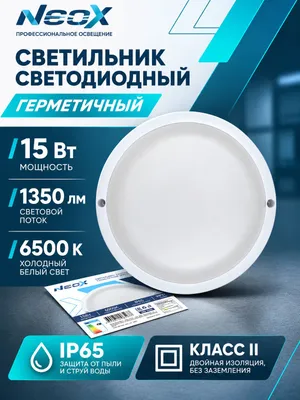 NEOX
ПРОФЕССИОНАЛЬНОЕ ОСВЕЩЕНИЕ
СВЕТИЛЬНИК
СВЕТОДИОДНЫЙ
ГЕРМЕТИЧНЫЙ
15 Вт
МОЩНОСТЬ
1350 лм
СВЕТОВОЙ
ПОТОК
6500 К
ХОЛОДНЫЙ
БЕЛЫЙ СВЕТ
NEOX
IP65
ЗАЩИТА ОТ ПЫЛИ
И СТРУЙ ВОДЫ
КЛАСС II
ДВОЙНАЯ ИЗОЛЯЦИЯ,
БЕЗ ЗАЗЕМЛЕНИЯ